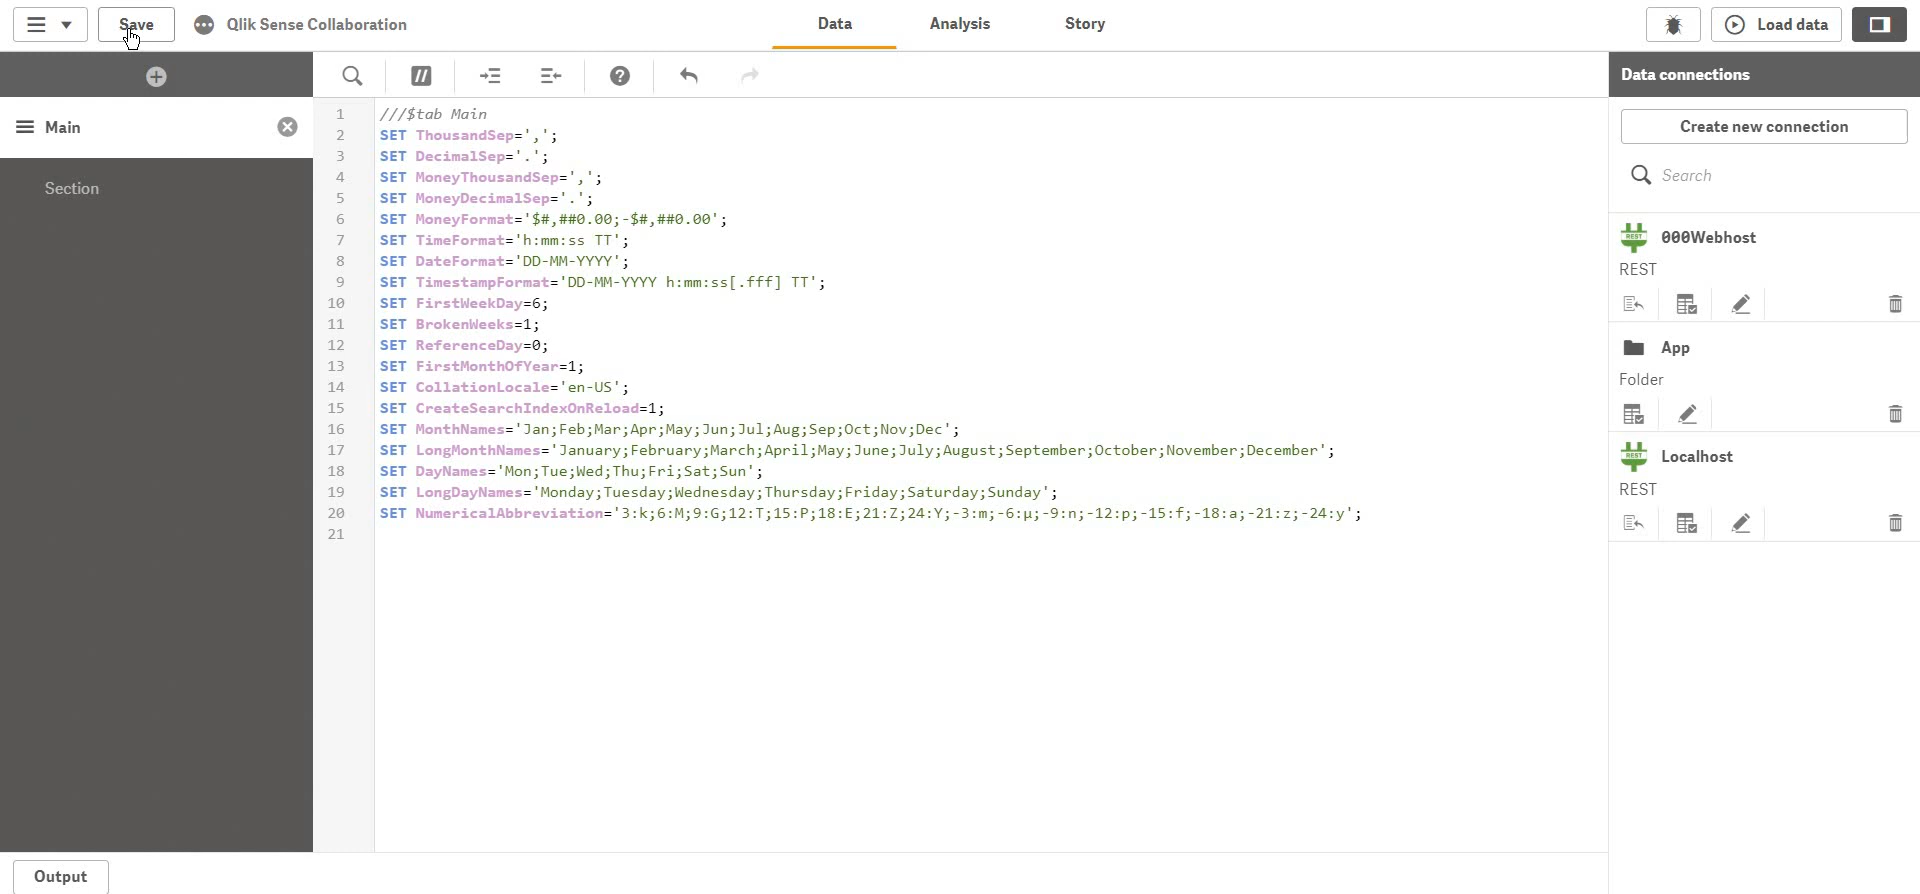 Save
Qlik Sense Collaboration
Data
Analysis
Story
Load data
Main
Section
1 ///$tab Main
2 SET ThousandSep=',';
3 SET DecimalSep='.';
4 SET MoneyThousandSep=',';
5 SET MoneyDecimalSep='.';
6 SET MoneyFormat='$#,##0.00;-$#,##0.00';
7 SET TimeFormat='h:mm:ss TT';
8 SET DateFormat='DD-MM-YYYY';
9 SET TimestampFormat='DD-MM-YYYY h:mm:ss[.fff] TT';
10 SET FirstWeekDay=6;
11 SET BrokenWeeks=1;
12 SET ReferenceDay=0;
13 SET FirstMonthOfYear=1;
14 SET CollationLocale='en-US';
15 SET CreateSearchIndexOnReload=1;
16 SET MonthNames='Jan;Feb;Mar;Apr;May;Jun;Jul;Aug;Sep;Oct;Nov;Dec';
17 SET LongMonthNames='January;February;March;April;May;June;July;August;September;October;November;December';
18 SET DayNames='Mon;Tue;Wed;Thu;Fri;Sat;Sun';
19 SET LongDayNames='Monday;Tuesday;Wednesday;Thursday;Friday;Saturday;Sunday';
20 SET NumericalAbbreviation='3:k;6:M;9:G;12:T;15:P;18:E;21:Z;24:Y;-3:m;-6:μ;-9:n;-12:p;-15:f;-18:a;-21:z;-24:y';
21
Output
Data connections
Create new connection
Search
REST
000Webhost
REST
App
Folder
REST
Localhost
REST